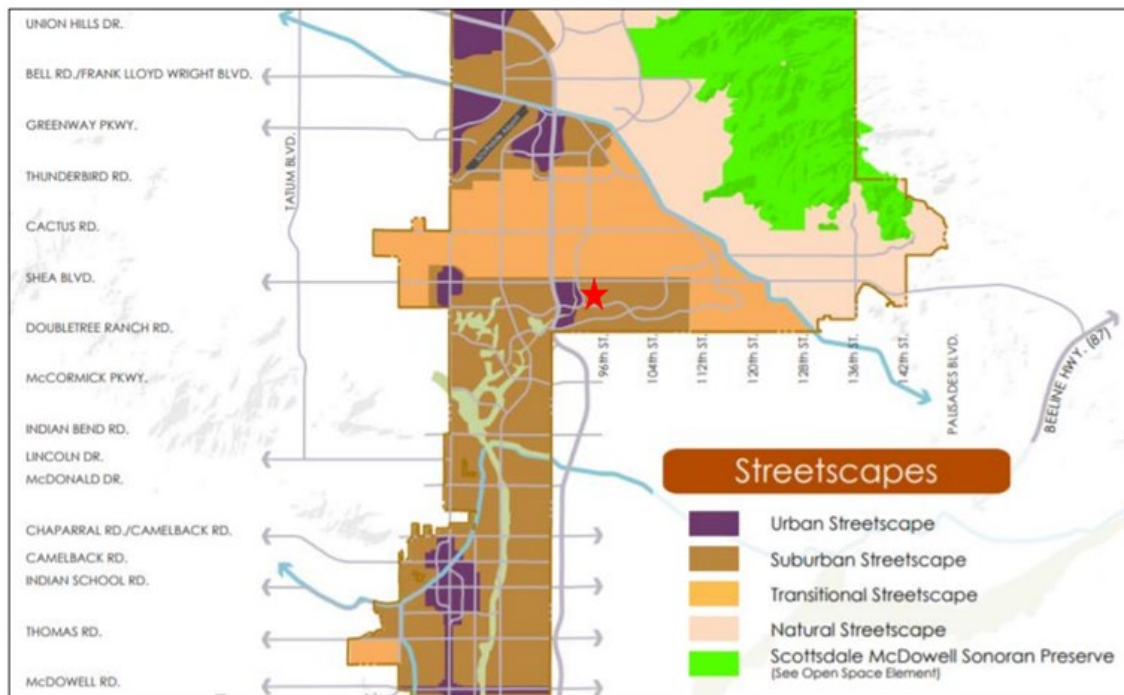 UNION HILLS DR.
BELL RD./FRANK LLOYD WRIGHT BLVD.
GREENWAY PKWY.
THUNDERBIRD RD.
CACTUS RD.
SHEA BLVD.
DOUBLETREE RANCH RD.
McCORMICK PKWY.
INDIAN BEND RD.
LINCOLN DR.
McDONALD DR.
CHAPARRAL RD./CAMELBACK RD.
CAMELBACK RD.
INDIAN SCHOOL RD.
THOMAS RD.
McDOWELL RD.
TATUM BLVD.
96th ST.
104th ST.
112th ST.
120th ST.
128th ST.
136th ST.
142th ST.
PALISADES BLVD.
BEELINE HWY. (87)
Streetscapes
Urban Streetscape
Suburban Streetscape
Transitional Streetscape
Natural Streetscape
Scottsdale McDowell Sonoran Preserve
(See Open Space Element)